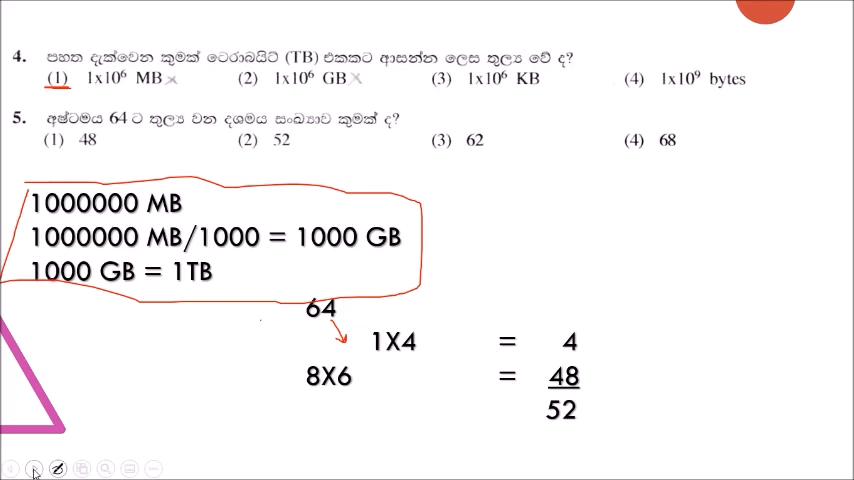 4. පහත දැක්වෙන කුමක් ටෙරාබයිට් (TB) එකකට ආසන්න ලෙස තුල්‍ය වේ ද?
(1) 1x10⁶ MB (2) 1x10⁶ GB (3) 1x10⁶ KB (4) 1x10⁹ bytes
5. අෂ්ටමය 64 ට තුල්‍ය වන දශමය සංඛ්‍යාව කුමක් ද?
(1) 48 (2) 52 (3) 62 (4) 68
1000000 MB
1000000 MB/1000 = 1000 GB
1000 GB = 1TB
64
1X4 = 4
8X6 = 48
52